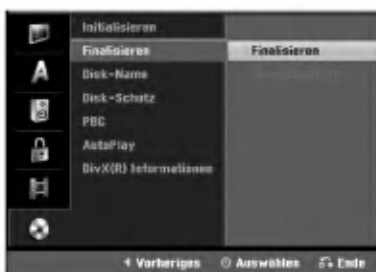 Initialisieren
Finalisieren Finalisieren
Disk-Name
Disk-Schutz
PBC
AutoPlay
DivX(R) Informationen
A
Vorheriges Auswählen Ende